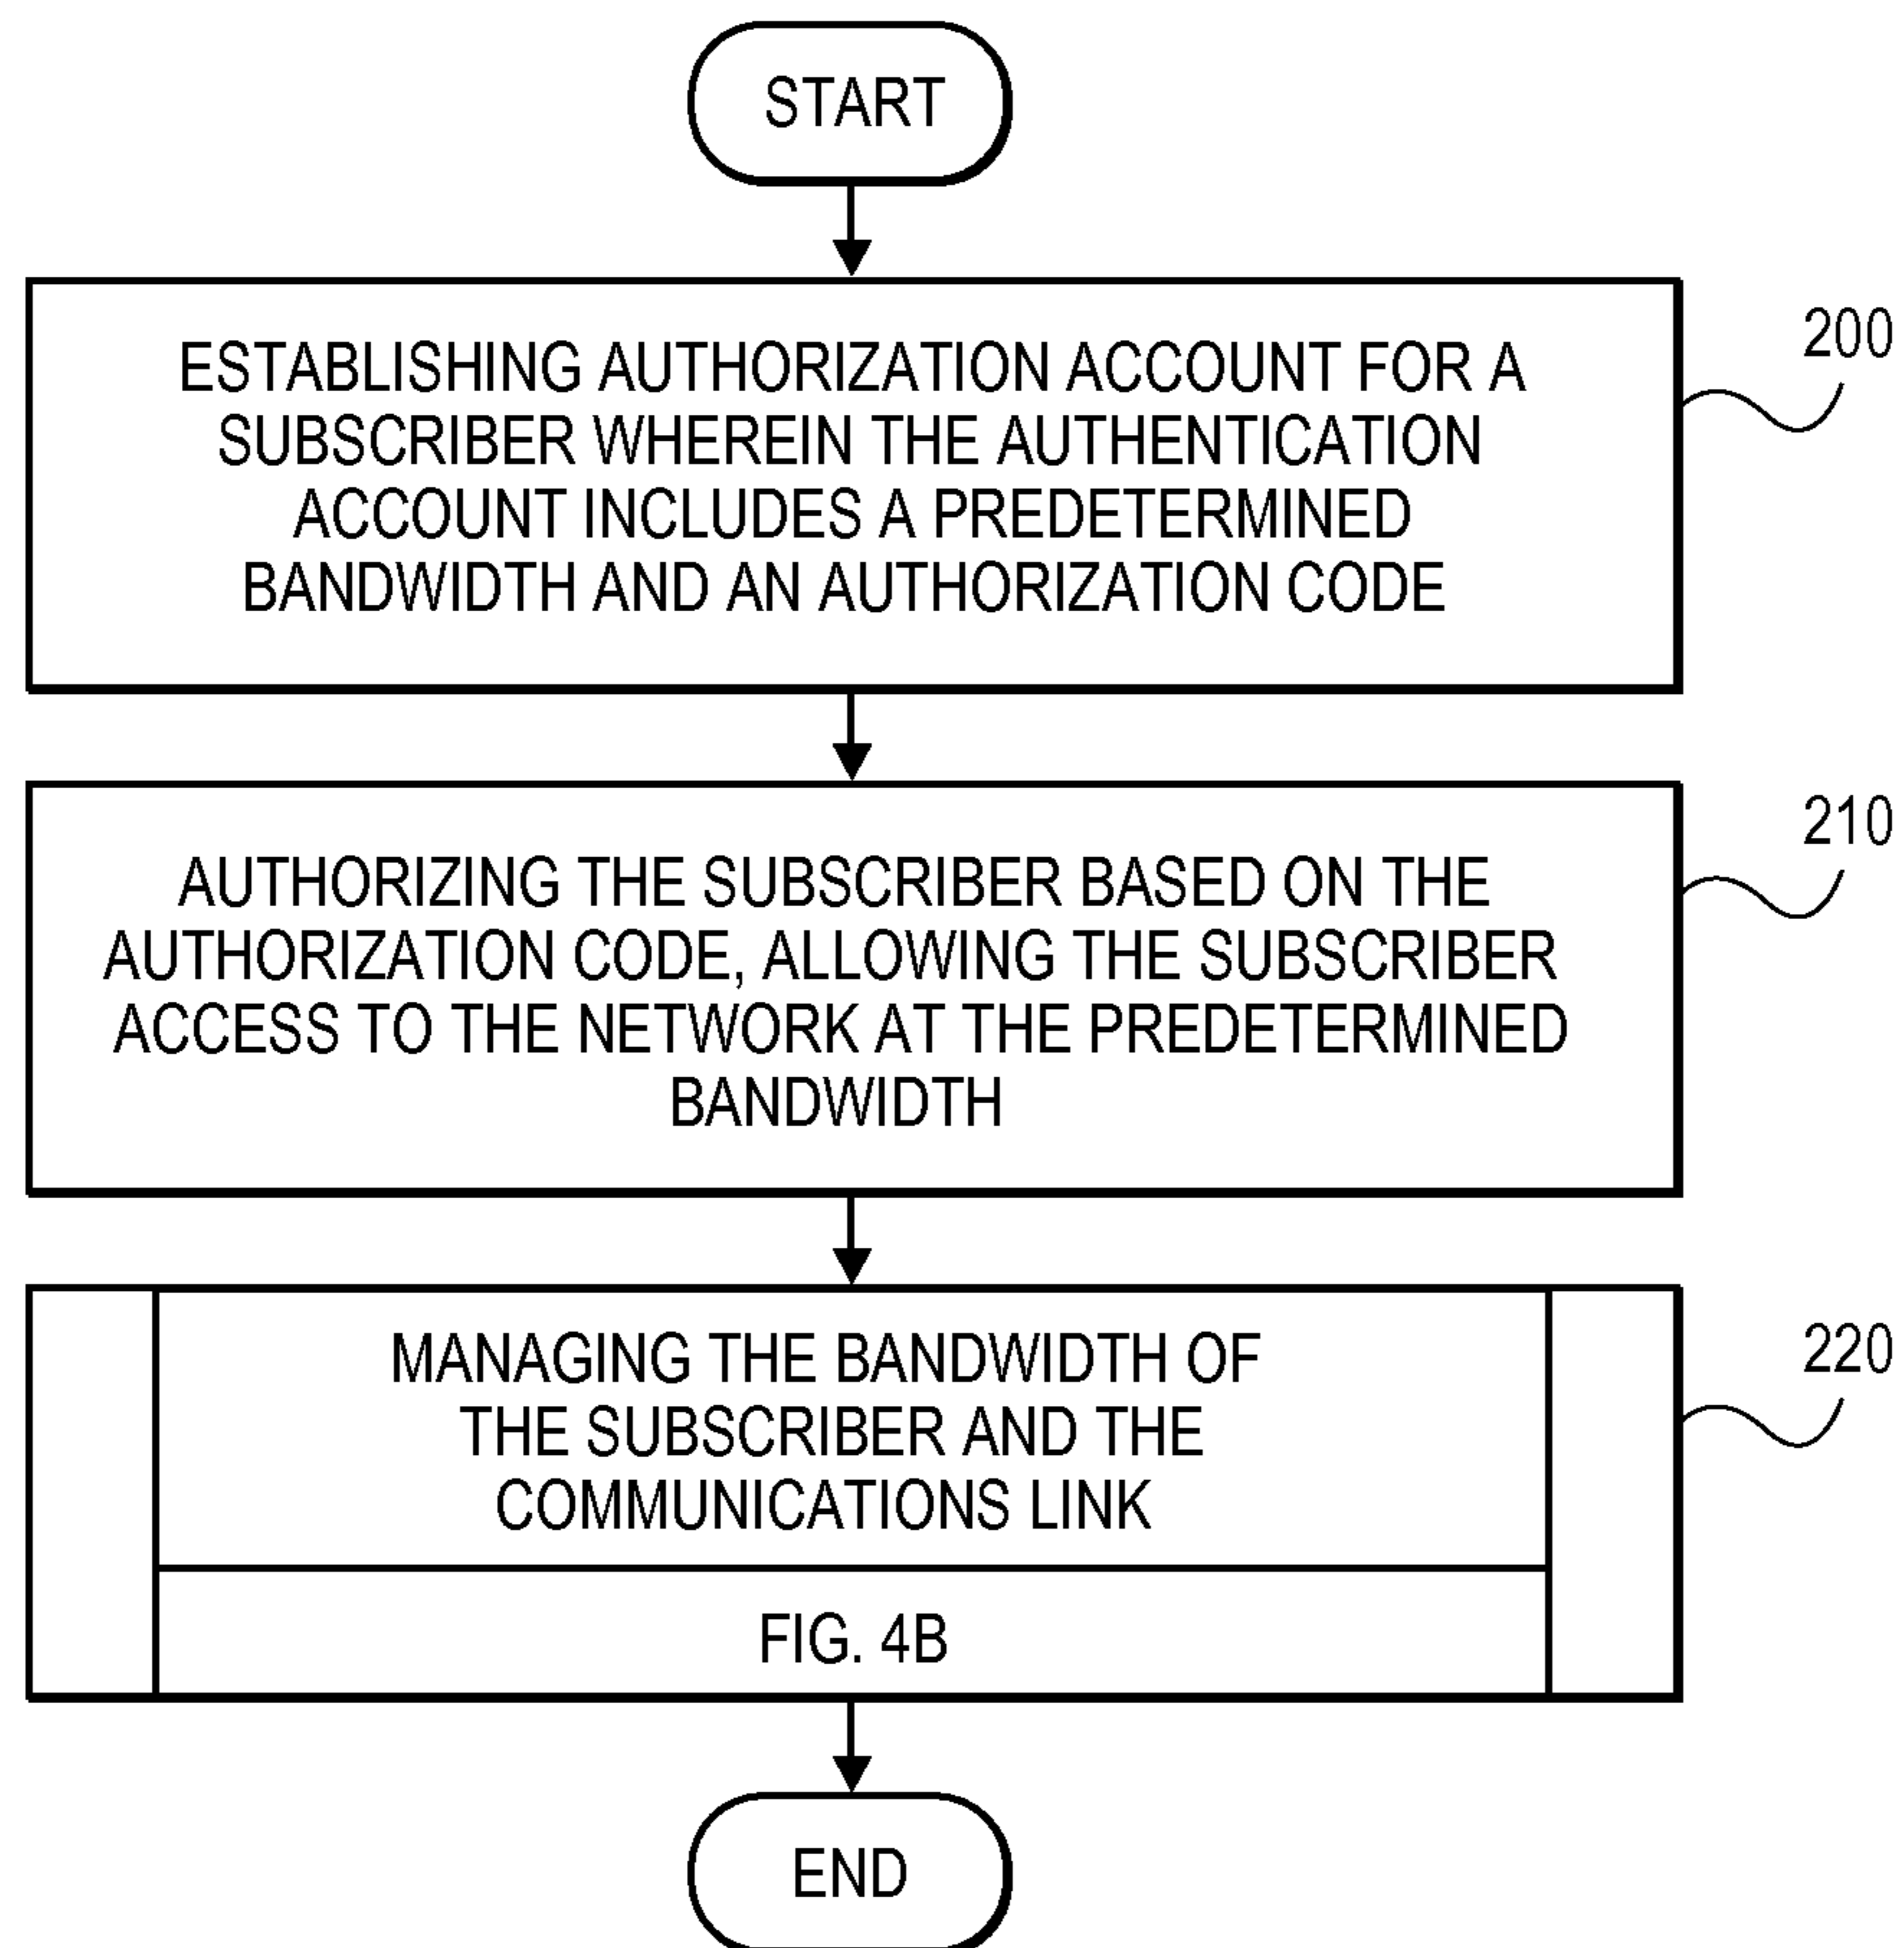 START
ESTABLISHING AUTHORIZATION ACCOUNT FOR A
SUBSCRIBER WHEREIN THE AUTHENTICATION
ACCOUNT INCLUDES A PREDETERMINED
BANDWIDTH AND AN AUTHORIZATION CODE
200
AUTHORIZING THE SUBSCRIBER BASED ON THE
AUTHORIZATION CODE, ALLOWING THE SUBSCRIBER
ACCESS TO THE NETWORK AT THE PREDETERMINED
BANDWIDTH
210
MANAGING THE BANDWIDTH OF
THE SUBSCRIBER AND THE
COMMUNICATIONS LINK
220
FIG. 4B
END